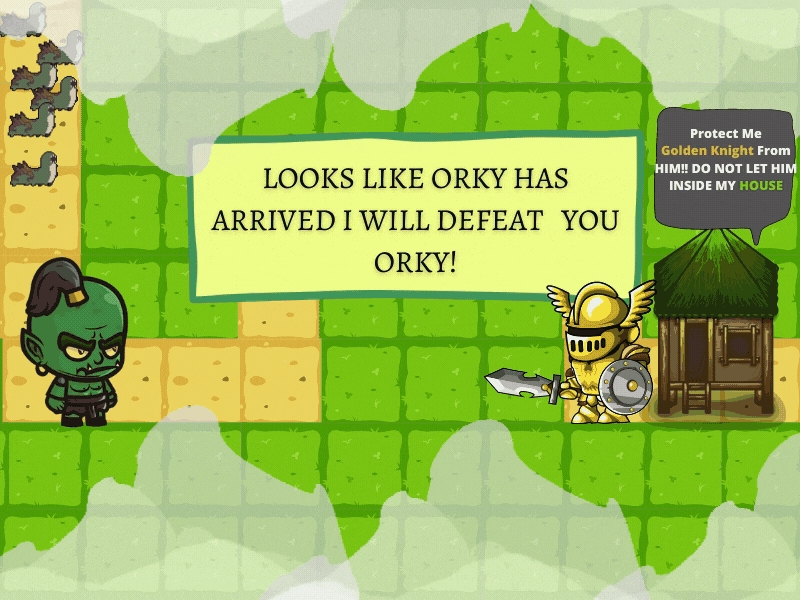 LOOKS LIKE ORKY HAS
ARRIVED I WILL DEFEAT YOU
ORKY!
Protect Me
Golden Knight From
HIM!! DO NOT LET HIM
INSIDE MY HOUSE